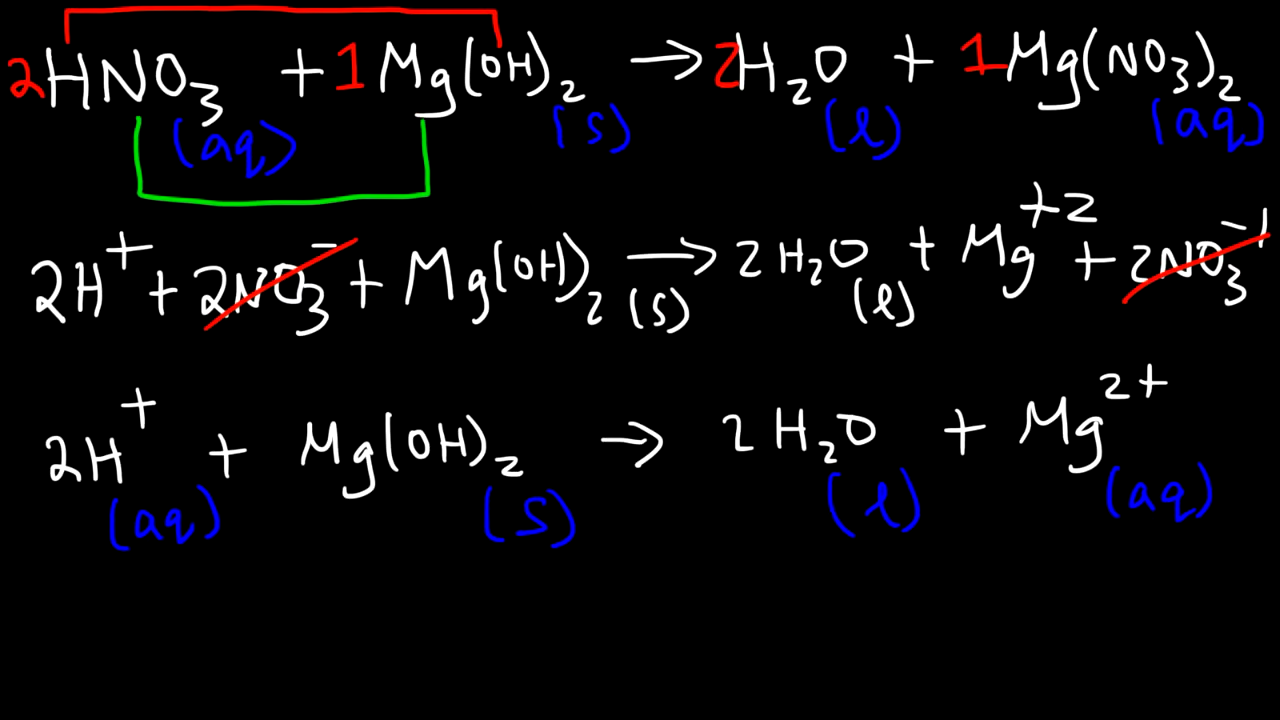 2HNO₃ (aq) + 1Mg(OH)₂ (s) → 2H₂O (l) + 1Mg(NO₃)₂ (aq)
2H⁺ + 2NO₃⁻ + Mg(OH)₂ (s) → 2H₂O (l) + Mg⁺² + 2NO₃⁻¹
2H⁺ (aq) + Mg(OH)₂ (s) → 2H₂O (l) + Mg²⁺ (aq)